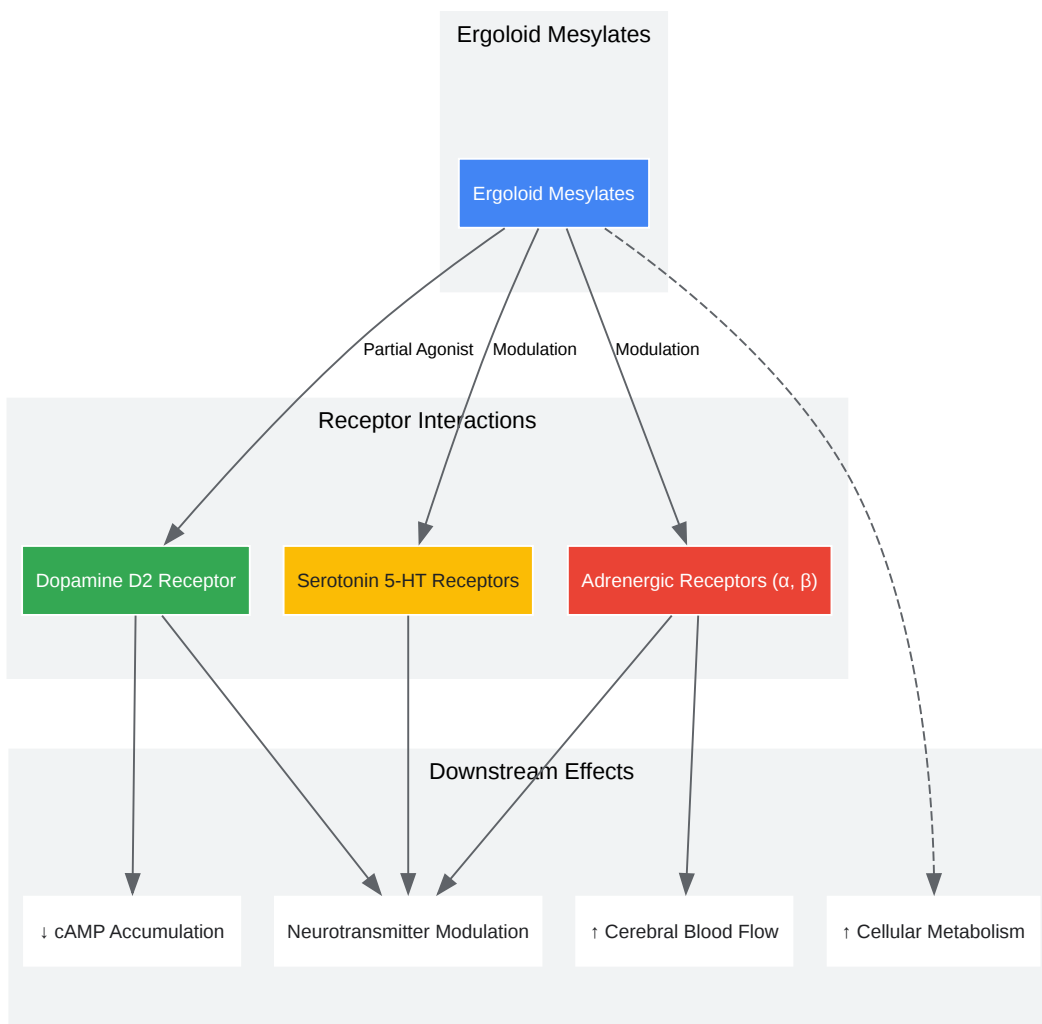 Ergoloid Mesylates
Ergoloid Mesylates
Partial Agonist
Modulation
Modulation
Receptor Interactions
Dopamine D2 Receptor
Serotonin 5-HT Receptors
Adrenergic Receptors (α, β)
Downstream Effects
↓ cAMP Accumulation
Neurotransmitter Modulation
↑ Cerebral Blood Flow
↑ Cellular Metabolism